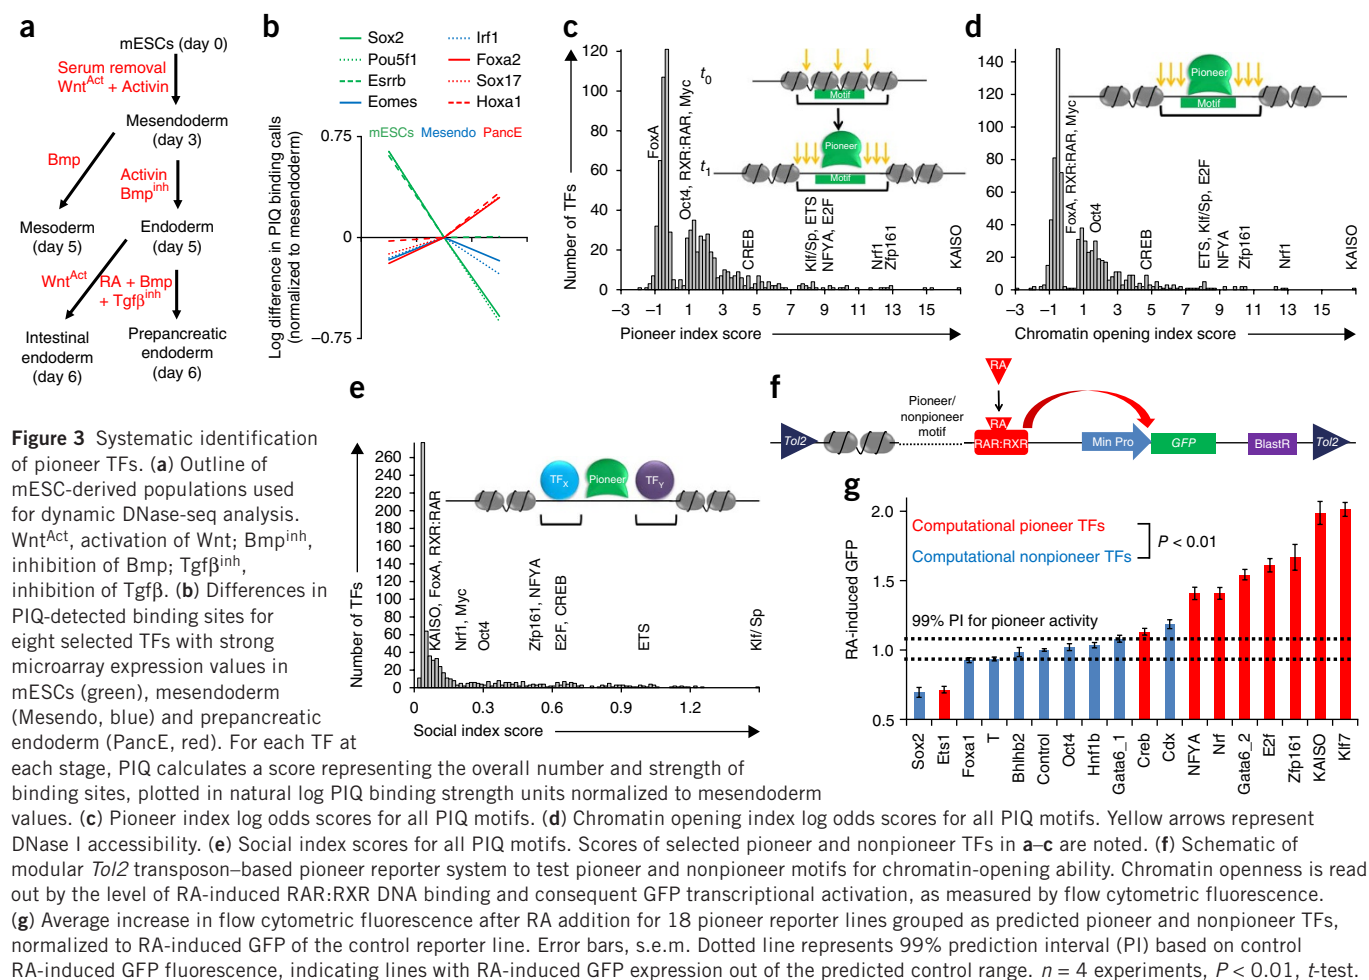 a
mESCs (day 0)
Serum removal
WntAct + Activin
Mesendoderm
(day 3)
Bmp
Activin
Bmpinh
Mesoderm
(day 5)
Endoderm
(day 5)
WntAct
RA + Bmp
+ Tgfβinh
Intestinal
endoderm
(day 6)
Prepancreatic
endoderm
(day 6)
b
Sox2
Pou5f1
Esrrb
Eomes
Irf1
Foxa2
Sox17
Hoxa1
Log difference in PIQ binding calls
(normalized to mesendoderm)
mESCs Mesendo PancE
0.75
0
–0.75
c
Number of TFs
120
100
80
60
40
20
0
FoxA
Oct4, RXR:RAR, Myc
CREB
Klf/Sp, ETS
NFYA, E2F
Nrf1
Zfp161
KAISO
t0
Motif
t1
Pioneer
Motif
–3 –1 1 3 5 7 9 11 13 15
Pioneer index score
d
140
120
100
80
60
40
20
0
FoxA, RXR:RAR, Myc
Oct4
CREB
ETS, Klf/Sp, E2F
NFYA
Zfp161
Nrf1
KAISO
Pioneer
Motif
–3 –1 1 3 5 7 9 11 13 15
Chromatin opening index score
e
Number of TFs
260
240
220
200
180
160
140
120
100
80
60
40
20
0
KAISO, FoxA, RXR:RAR
Nrf1, Myc
Oct4
Zfp161, NFYA
E2F, CREB
ETS
Klf/ Sp
TFX
Pioneer
TFY
0 0.3 0.6 0.9 1.2
Social index score
f
RA
Pioneer/
nonpioneer
motif
RA
RAR:RXR
Tol2
Min Pro
GFP
BlastR
Tol2
g
RA-induced GFP
2.0
1.5
1.0
0.5
Computational pioneer TFs
Computational nonpioneer TFs
P < 0.01
99% PI for pioneer activity
Sox2
Ets1
Foxa1
T
Bhlhb2
Control
Oct4
Hnf1b
Gata6_1
Creb
Cdx
NFYA
Nrf
Gata6_2
E2f
Zfp161
KAISO
Klf7
Figure 3 Systematic identification
of pioneer TFs. (a) Outline of
mESC-derived populations used
for dynamic DNase-seq analysis.
WntAct, activation of Wnt; Bmpinh,
inhibition of Bmp; Tgfβinh,
inhibition of Tgfβ. (b) Differences in
PIQ-detected binding sites for
eight selected TFs with strong
microarray expression values in
mESCs (green), mesendoderm
(Mesendo, blue) and prepancreatic
endoderm (PancE, red). For each TF at
each stage, PIQ calculates a score representing the overall number and strength of
binding sites, plotted in natural log PIQ binding strength units normalized to mesendoderm
values. (c) Pioneer index log odds scores for all PIQ motifs. (d) Chromatin opening index log odds scores for all PIQ motifs. Yellow arrows represent
DNase I accessibility. (e) Social index scores for all PIQ motifs. Scores of selected pioneer and nonpioneer TFs in a–c are noted. (f) Schematic of
modular Tol2 transposon–based pioneer reporter system to test pioneer and nonpioneer motifs for chromatin-opening ability. Chromatin openness is read
out by the level of RA-induced RAR:RXR DNA binding and consequent GFP transcriptional activation, as measured by flow cytometric fluorescence.
(g) Average increase in flow cytometric fluorescence after RA addition for 18 pioneer reporter lines grouped as predicted pioneer and nonpioneer TFs,
normalized to RA-induced GFP of the control reporter line. Error bars, s.e.m. Dotted line represents 99% prediction interval (PI) based on control
RA-induced GFP fluorescence, indicating lines with RA-induced GFP expression out of the predicted control range. n = 4 experiments, P < 0.01, t-test.